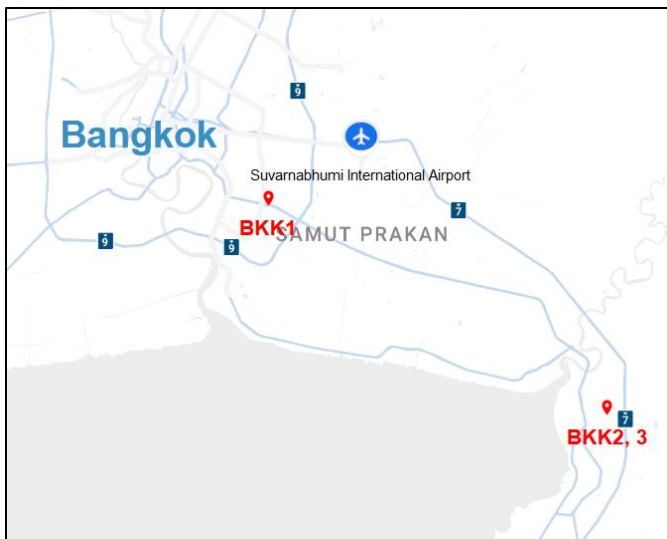 9
Bangkok
Suvarnabhumi International Airport
7
BKK1
SAMUT PRAKAN
9
9
BKK2, 3
7